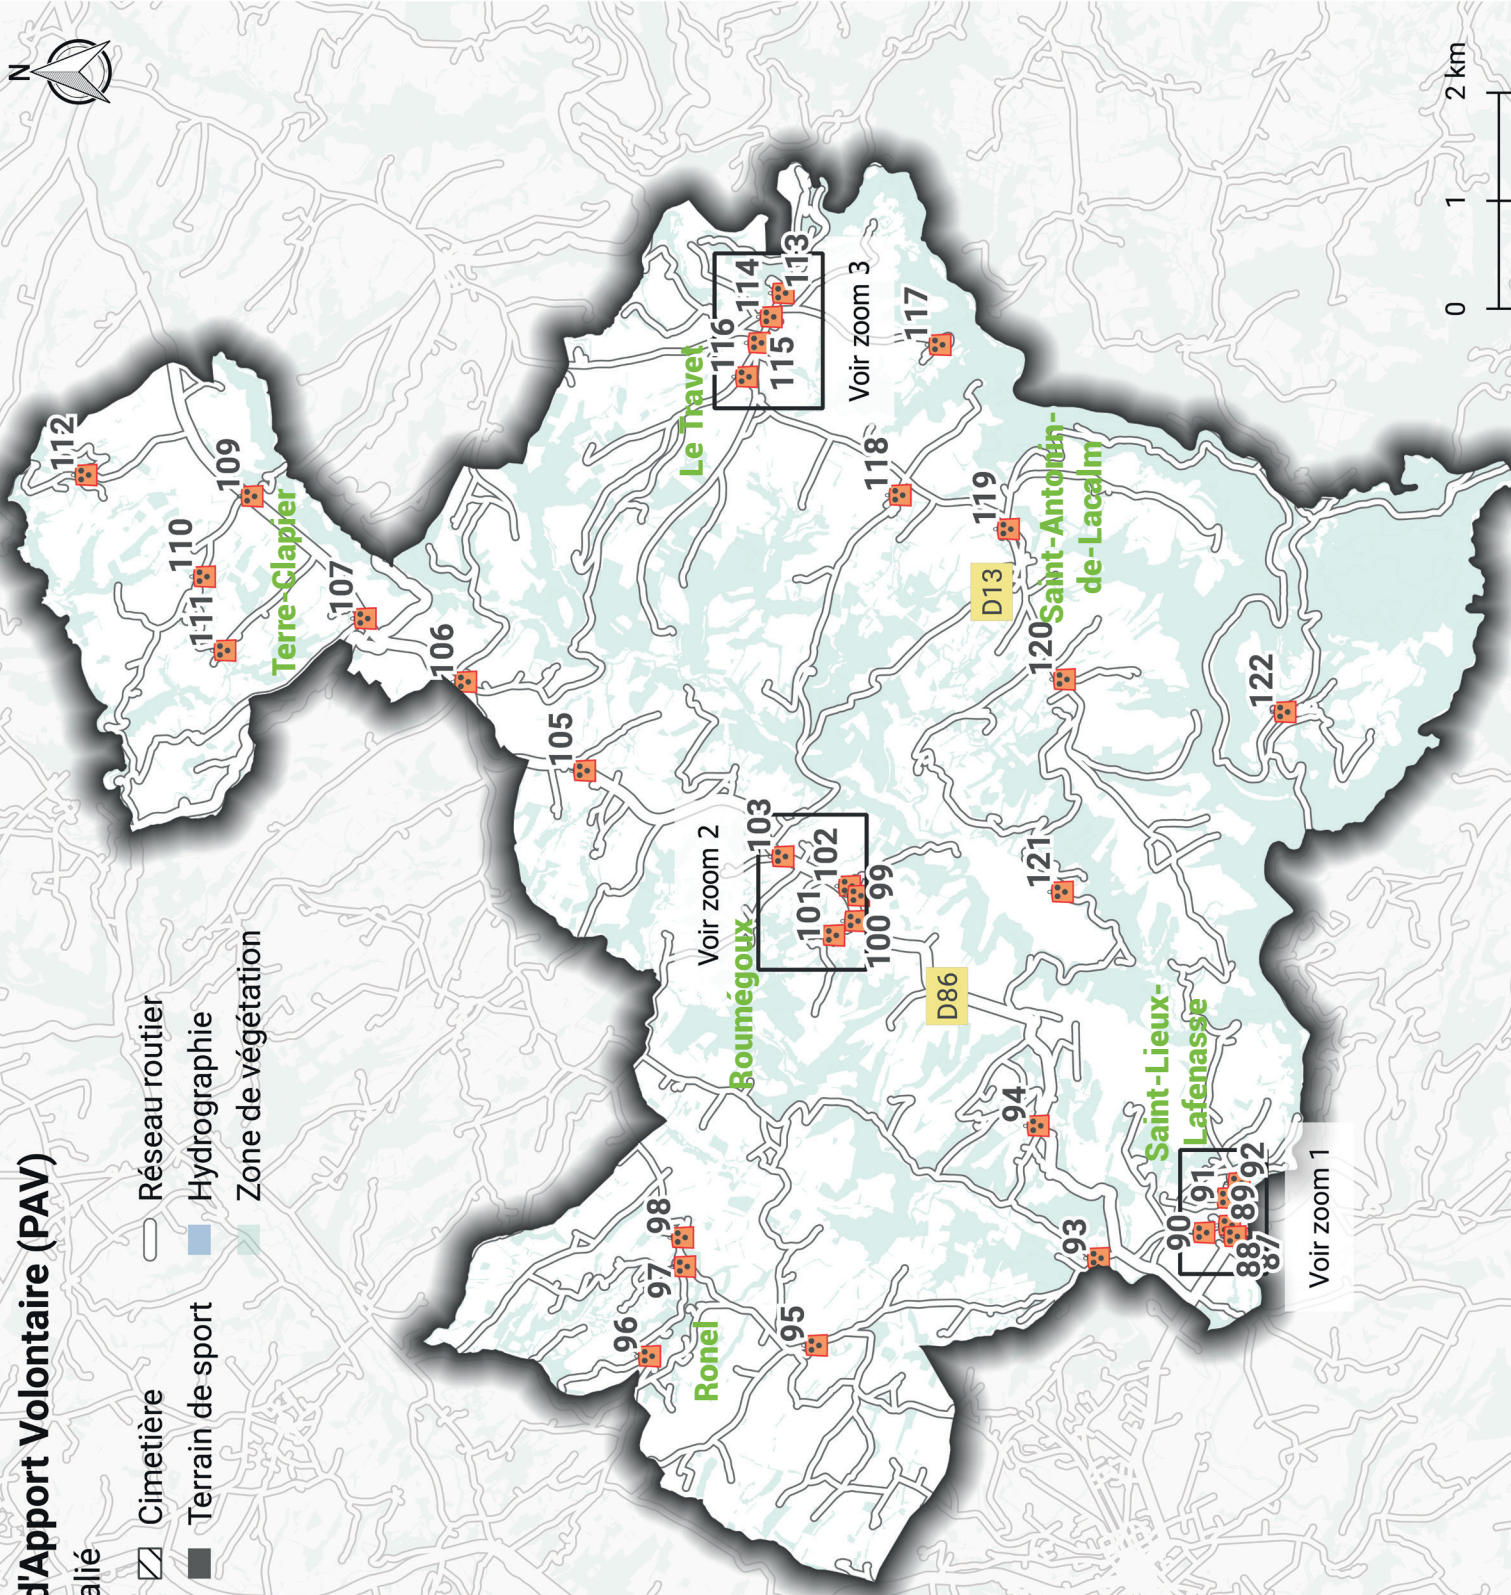 d'Apport Volontaire (PAV)
alié
Cimetière
Terrain de sport
Réseau routier
Hydrographie
Zone de végétation
N
112
109
110
111
Terre-Clapier
107
106
105
Le Travet
116
114
113
115
Voir zoom 3
117
118
119
D13
Saint-Antonin-
de-Lacalm
120
122
121
Voir zoom 2
103
102
101
99
100
Roumégoux
D86
94
93
Saint-Lieux-
Lafenasse
90
91
92
89
88
87
Voir zoom 1
98
97
96
Ronel
95
0 1 2 km